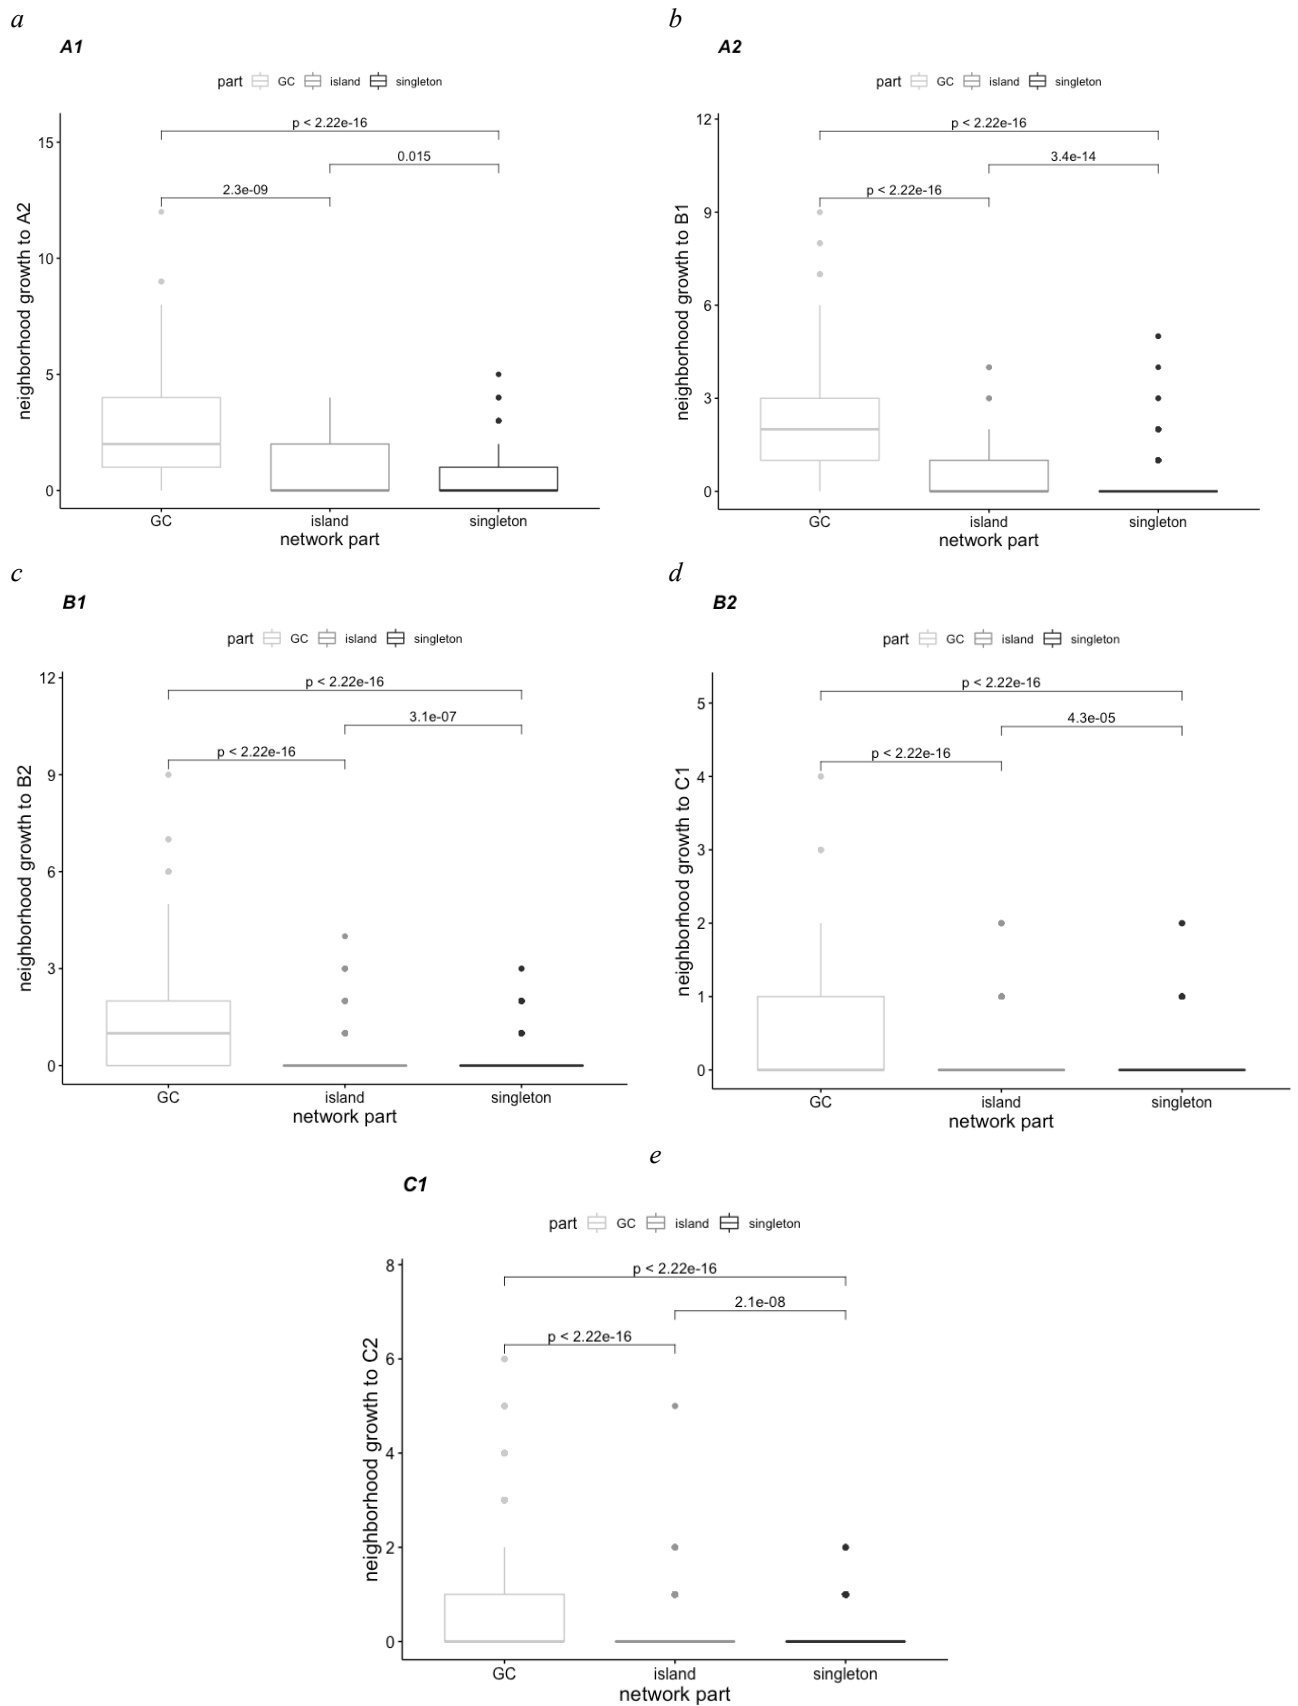 a
A1
part GC island singleton
p < 2.22e-16
0.015
2.3e-09
15
10
5
0
neighborhood growth to A2
GC island singleton
network part
b
A2
part GC island singleton
p < 2.22e-16
3.4e-14
p < 2.22e-16
12
9
6
3
0
neighborhood growth to B1
GC island singleton
network part
c
B1
part GC island singleton
p < 2.22e-16
3.1e-07
p < 2.22e-16
12
9
6
3
0
neighborhood growth to B2
GC island singleton
network part
d
B2
part GC island singleton
p < 2.22e-16
4.3e-05
p < 2.22e-16
5
4
3
2
1
0
neighborhood growth to C1
GC island singleton
network part
e
C1
part GC island singleton
p < 2.22e-16
2.1e-08
p < 2.22e-16
8
6
4
2
0
neighborhood growth to C2
GC island singleton
network part